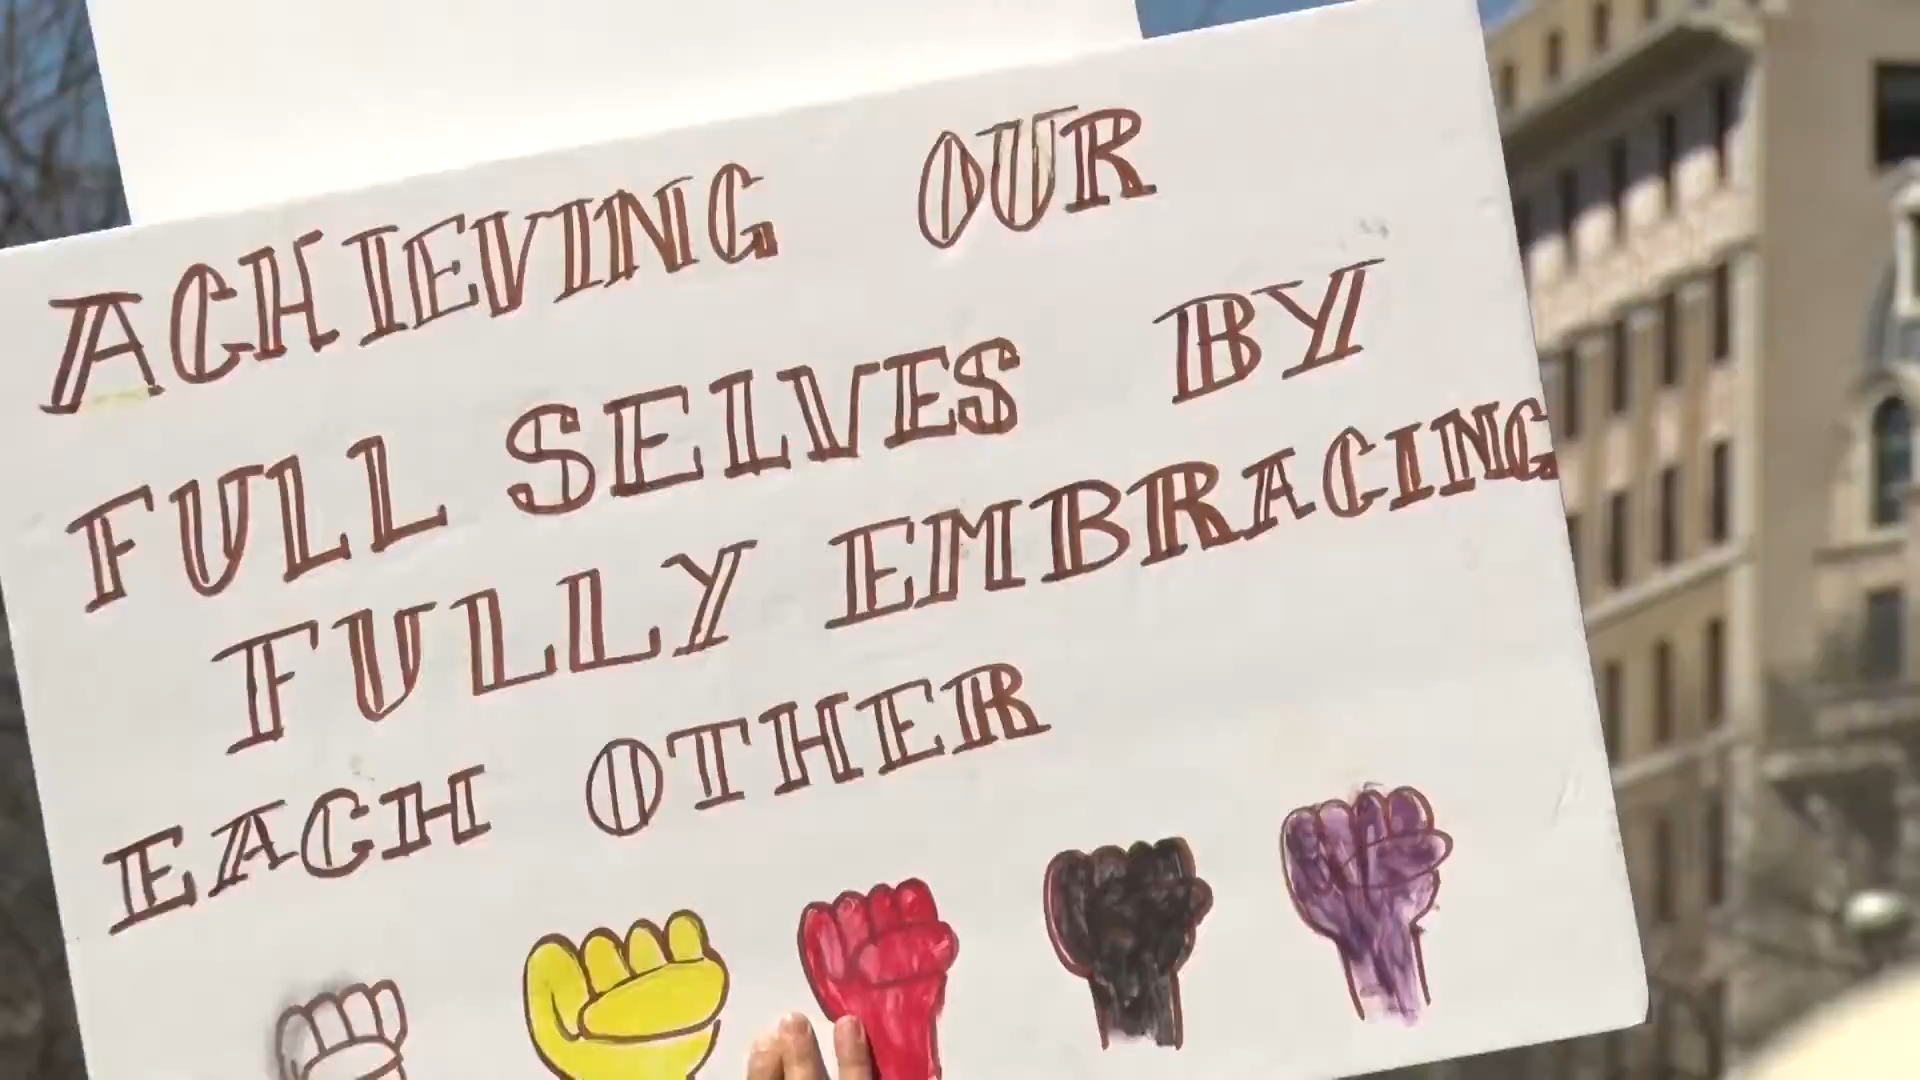 ACHIEVING OUR
FULL SELVES BY
FULLY EMBRACING
EACH OTHER